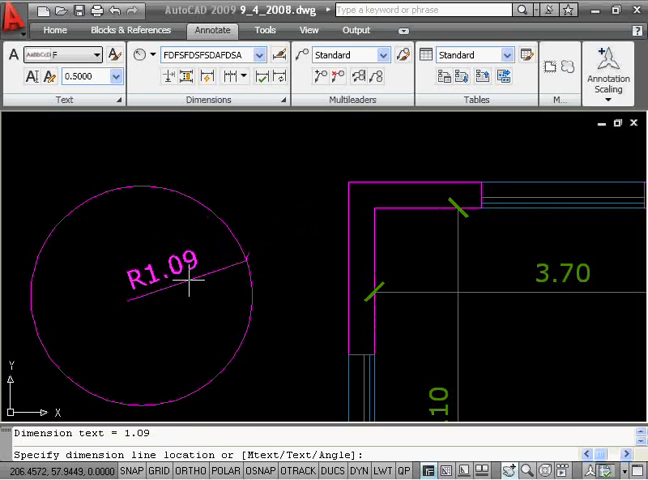 AutoCAD 2009 9_4_2008.dwg
Type a keyword or phrase
Home Blocks & References Annotate Tools View Output
F FDFSFDSFSDAFDSA Standard Standard
0.5000
Annotation
Scaling
Text Dimensions Multileaders Tables M...
R1.09
3.70
.10
Y
X
Dimension text = 1.09
Specify dimension line location or [Mtext/Text/Angle]:
206.4572, 57.9449, 0.0000 SNAP GRID ORTHO POLAR OSNAP OTRACK DUCS DYN LWT QP